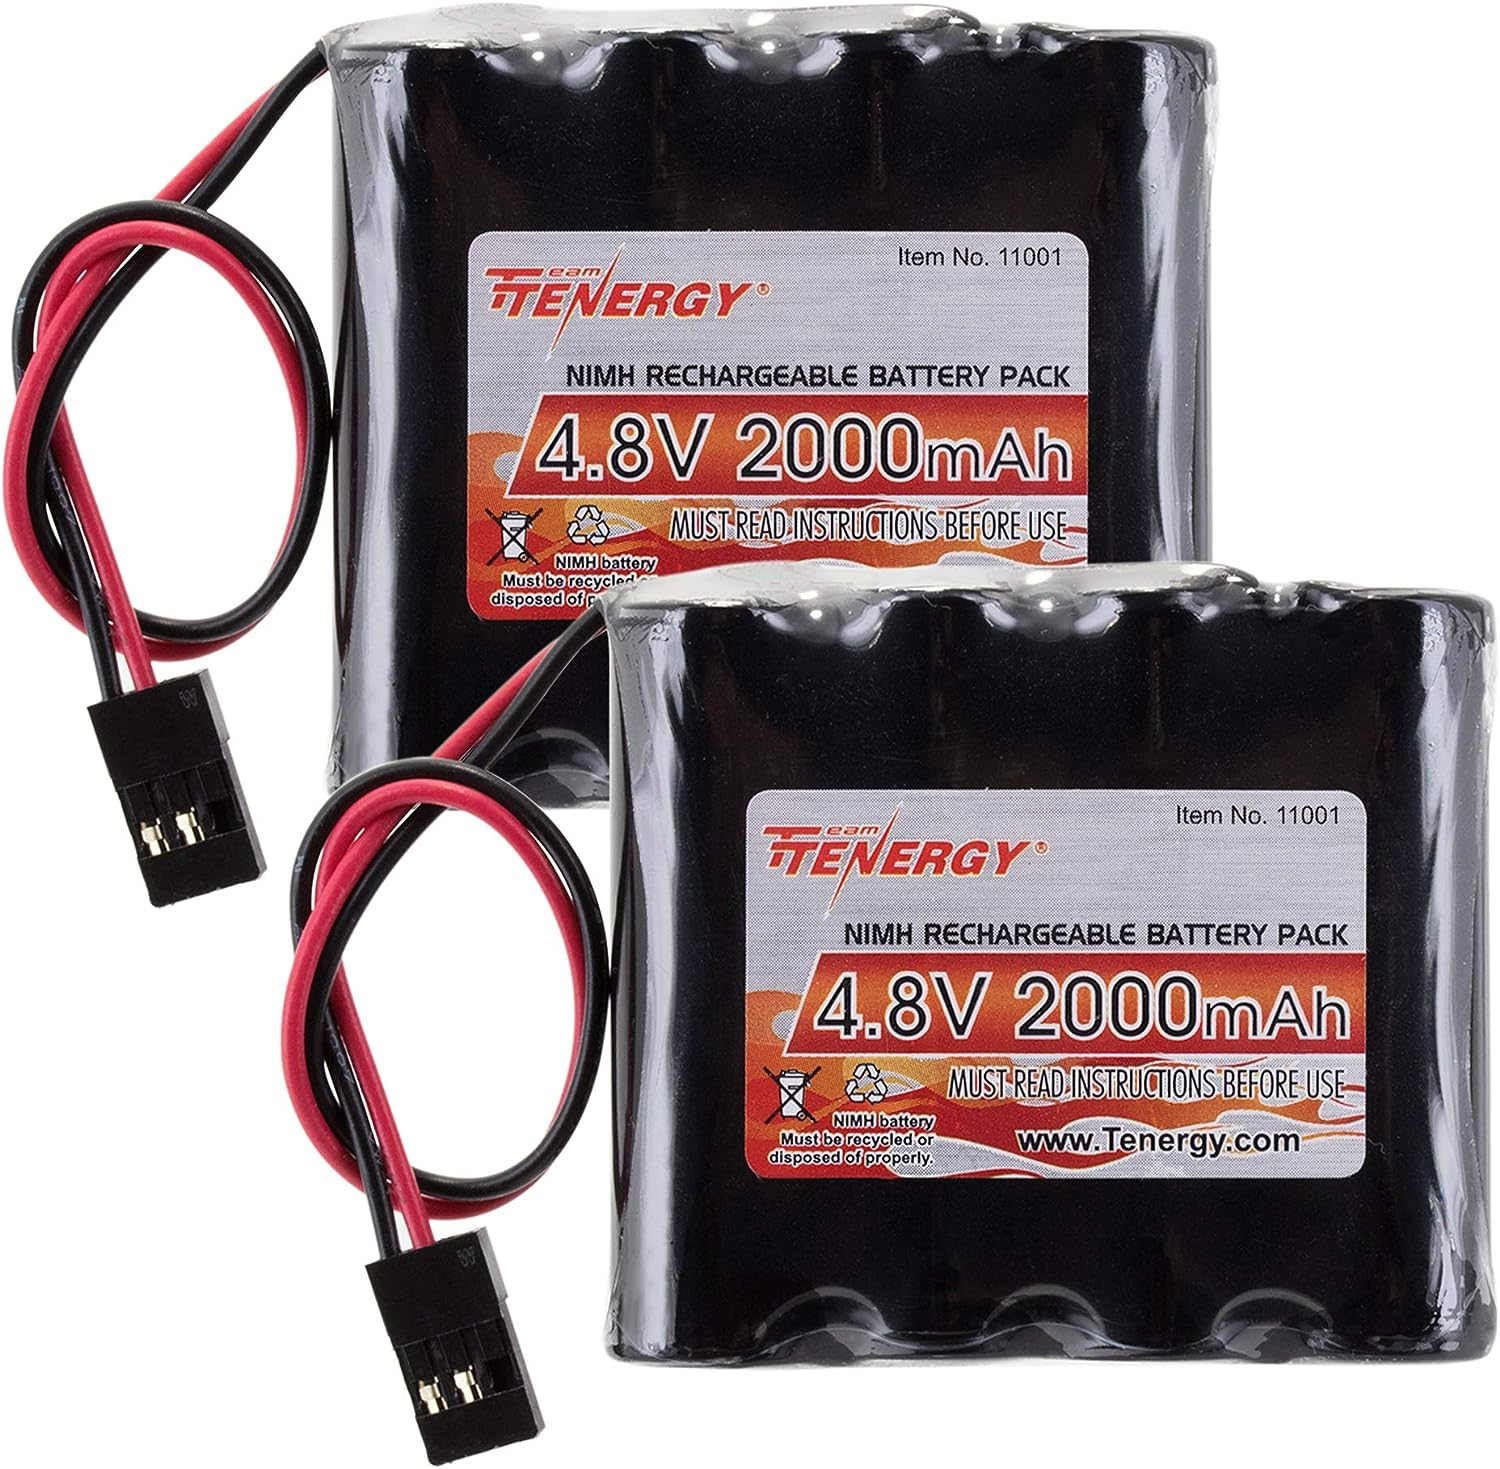 Item No. 11001
Team TENERGY®
NIMH RECHARGEABLE BATTERY PACK
4.8V 2000mAh
MUST READ INSTRUCTIONS BEFORE USE
NIMH battery
Must be recycled or
disposed of
Item No. 11001
Team TENERGY®
NIMH RECHARGEABLE BATTERY PACK
4.8V 2000mAh
MUST READ INSTRUCTIONS BEFORE USE
NIMH battery
Must be recycled or
disposed of properly.
www.Tenergy.com